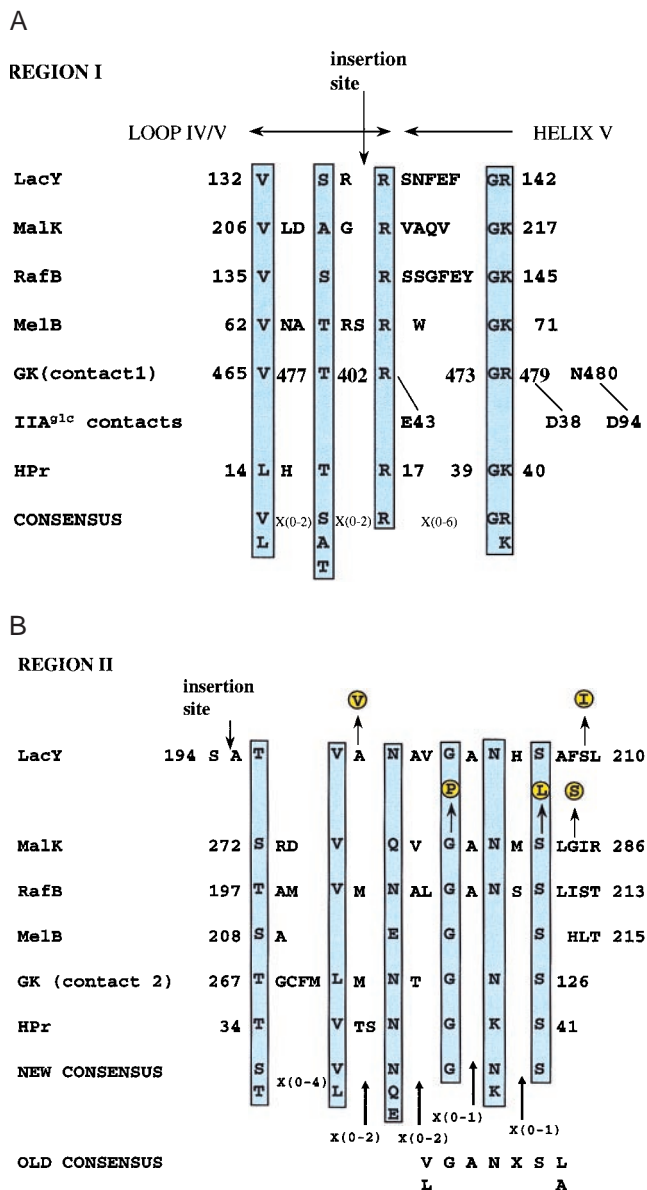 A
REGION I
insertion
site
LOOP IV/V HELIX V
LacY 132 V S R R SNFEF GR 142
MalK 206 V LD A G R VAQV GK 217
RafB 135 V S R SSGFEY GK 145
MelB 62 V NA T RS R W GK 71
GK(contact1) 465 V 477 T 402 R 473 GR 479 N480
IIAglc contacts E43 D38 D94
HPr 14 L H T R 17 39 GK 40
CONSENSUS V X(0-2) S X(0-2) R X(0-6) GR
L A K
T
B
REGION II
insertion
site
V I
LacY 194 S A T V A N AV G A N H S AFSL 210
P L S
MalK 272 S RD V Q V G A N M S LGIR 286
RafB 197 T AM V M N AL G A N S S LIST 213
MelB 208 S A E G S HLT 215
GK (contact 2) 267 T GCFM L M N T G N S 126
HPr 34 T V TS N G K S 41
NEW CONSENSUS S V N G N S
T X(0-4) L Q K
E
X(0-2) X(0-2) X(0-1) X(0-1)
OLD CONSENSUS V G A N X S L
L A